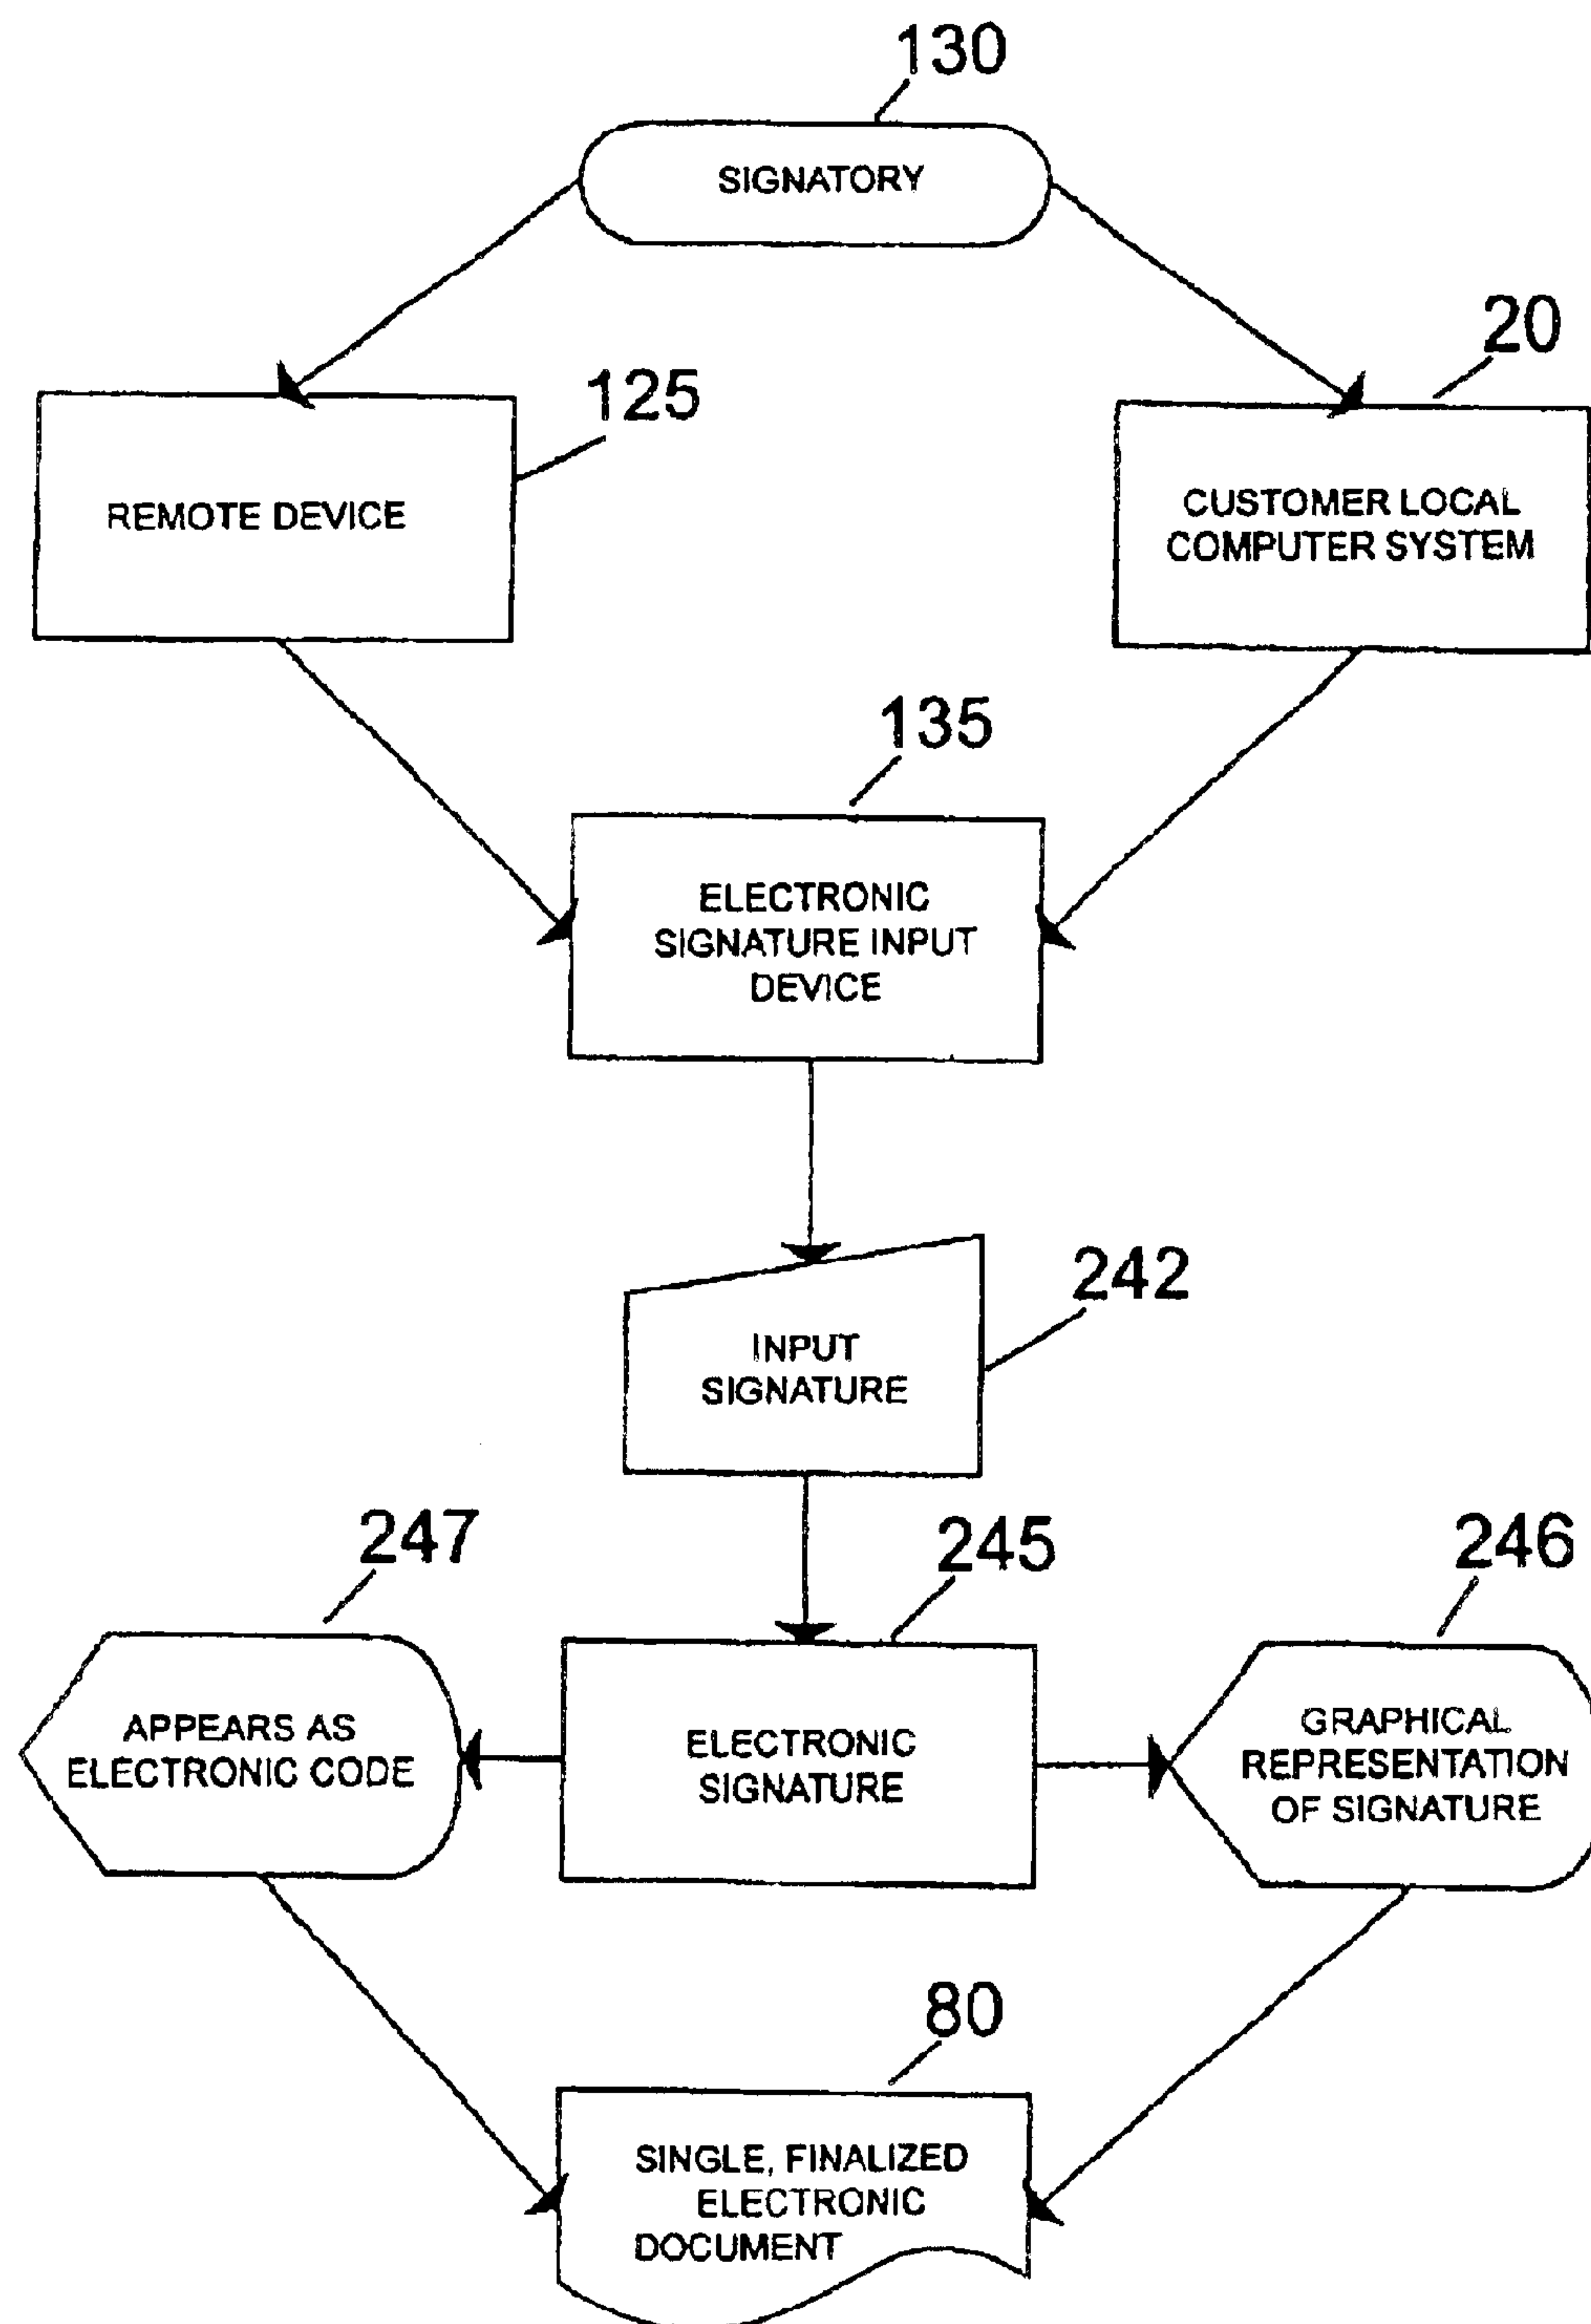 130
SIGNATORY
20
125
REMOTE DEVICE
CUSTOMER LOCAL
COMPUTER SYSTEM
135
ELECTRONIC
SIGNATURE INPUT
DEVICE
242
INPUT
SIGNATURE
247
245
246
APPEARS AS
ELECTRONIC CODE
ELECTRONIC
SIGNATURE
GRAPHICAL
REPRESENTATION
OF SIGNATURE
80
SINGLE, FINALIZED
ELECTRONIC
DOCUMENT